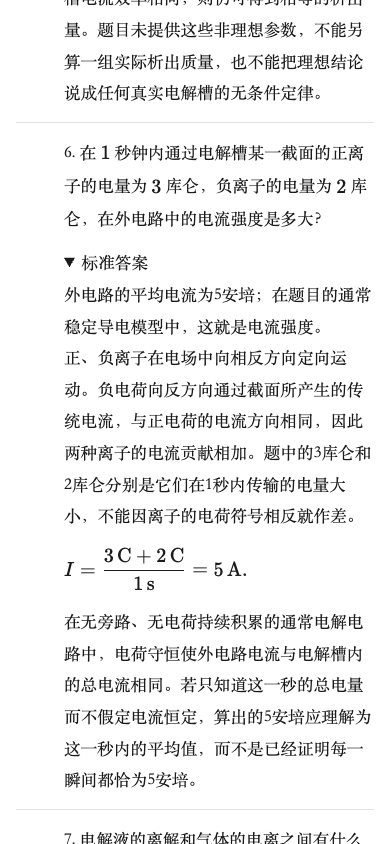 槽电流效率相同，则仍可得到相等的析出
量。题目未提供这些非理想参数，不能另
算一组实际析出质量，也不能把理想结论
说成任何真实电解槽的无条件定律。
6. 在 1 秒钟内通过电解槽某一截面的正离
子的电量为 3 库仑，负离子的电量为 2 库
仑，在外电路中的电流强度是多大？
▼ 标准答案
外电路的平均电流为5安培；在题目的通常
稳定导电模型中，这就是电流强度。
正、负离子在电场中向相反方向定向运
动。负电荷向反方向通过截面所产生的传
统电流，与正电荷的电流方向相同，因此
两种离子的电流贡献相加。题中的3库仑和
2库仑分别是它们在1秒内传输的电量大
小，不能因离子的电荷符号相反就作差。
I = (3 C + 2 C) / 1 s = 5 A.
在无旁路、无电荷持续积累的通常电解电
路中，电荷守恒使外电路电流与电解槽内
的总电流相同。若只知道这一秒的总电量
而不假定电流恒定，算出的5安培应理解为
这一秒内的平均值，而不是已经证明每一
瞬间都恰为5安培。
7. 电解液的离解和气体的电离之间有什么